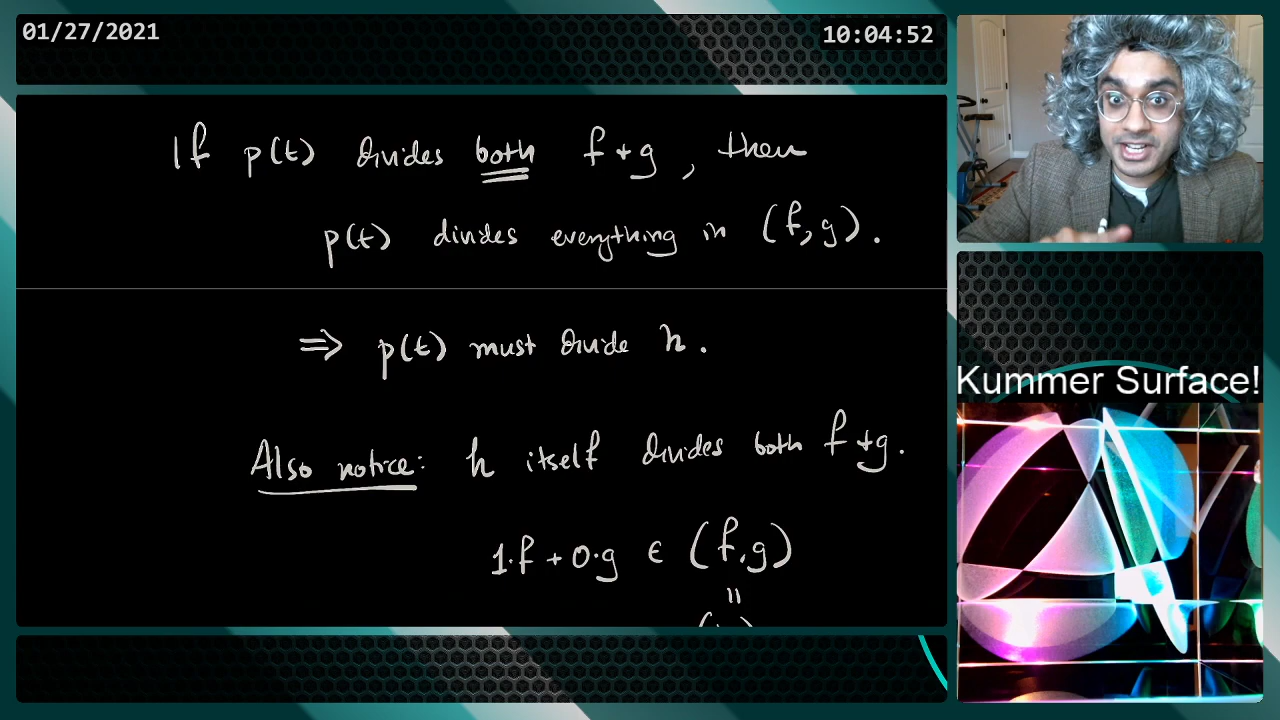 01/27/2021
10:04:52
If p(t) divides both f + g, then
p(t) divides everything in (f,g).
⇒ p(t) must divide h.
Also notice: h itself divides both f + g.
1·f + 0·g ∈ (f,g)
=
Kummer Surface!